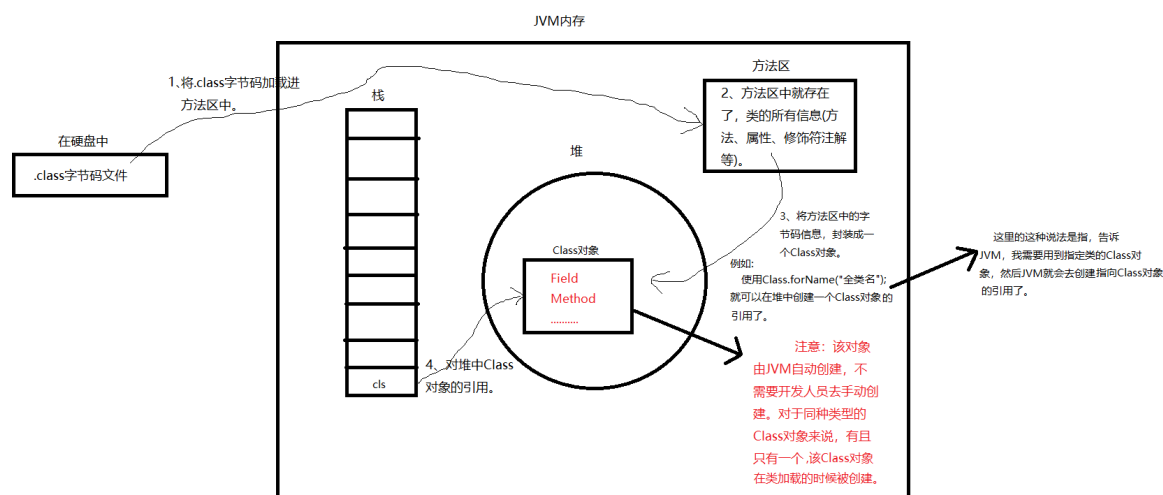 JVM内存
1、将.class字节码加载进
方法区中。
在硬盘中
.class字节码文件
栈
cls
堆
Class对象
Field
Method
..........
4、对堆中Class
对象的引用。
方法区
2、方法区中就存在
了，类的所有信息(方
法、属性、修饰符注解
等)。
3、将方法区中的字
节码信息，封装成一
个Class对象。
例如:
使用Class.forName("全类名");
就可以在堆中创建一个Class对象的
引用了。
这里的这种说法是指，告诉
JVM，我需要用到指定类的Class对
象，然后JVM就会去创建指向Class对象
的引用了。
注意：该对象
由JVM自动创建，不
需要开发人员去手动创
建。对于同种类型的
Class对象来说，有且
只有一个,该Class对象
在类加载的时候被创建。